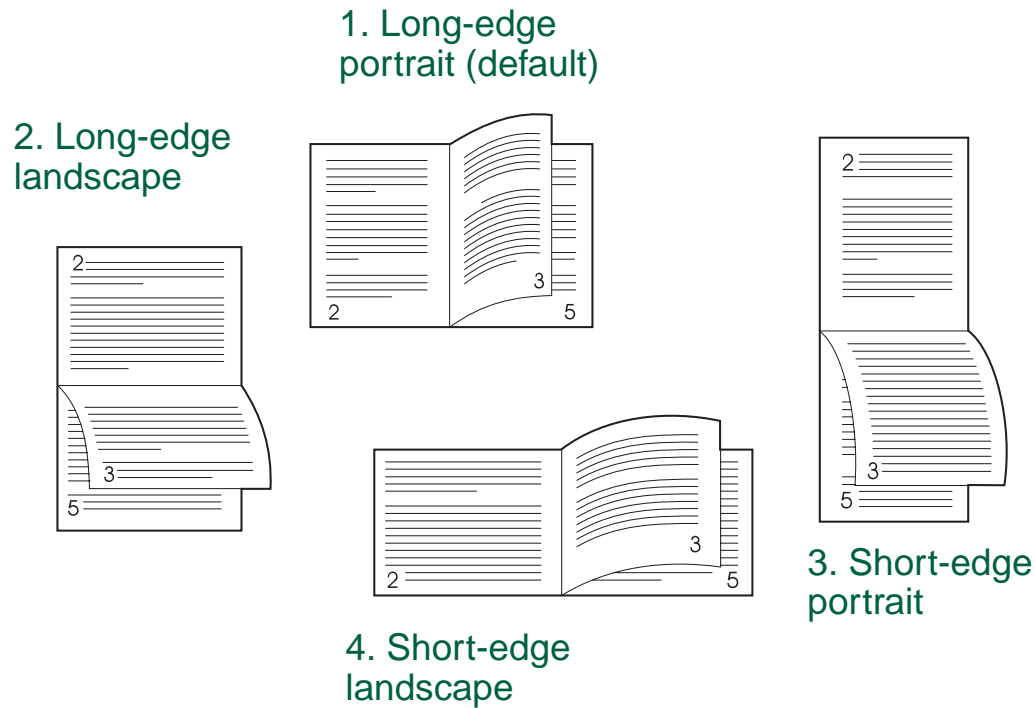 1. Long-edge
portrait (default)
2. Long-edge
landscape
2
3
5
2
3
5
2
3
5
2
3
5
3. Short-edge
portrait
4. Short-edge
landscape